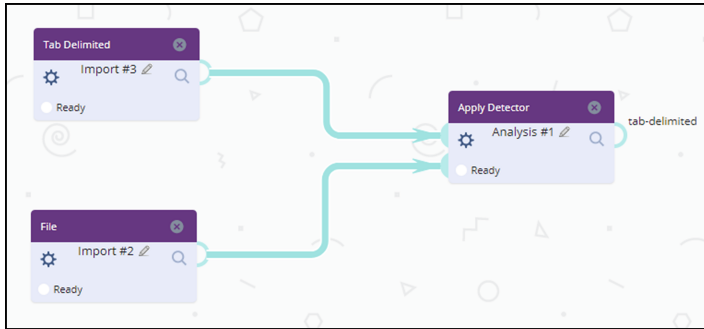 Tab Delimited
Import #3
Ready
Apply Detector
Analysis #1
tab-delimited
Ready
File
Import #2
Ready